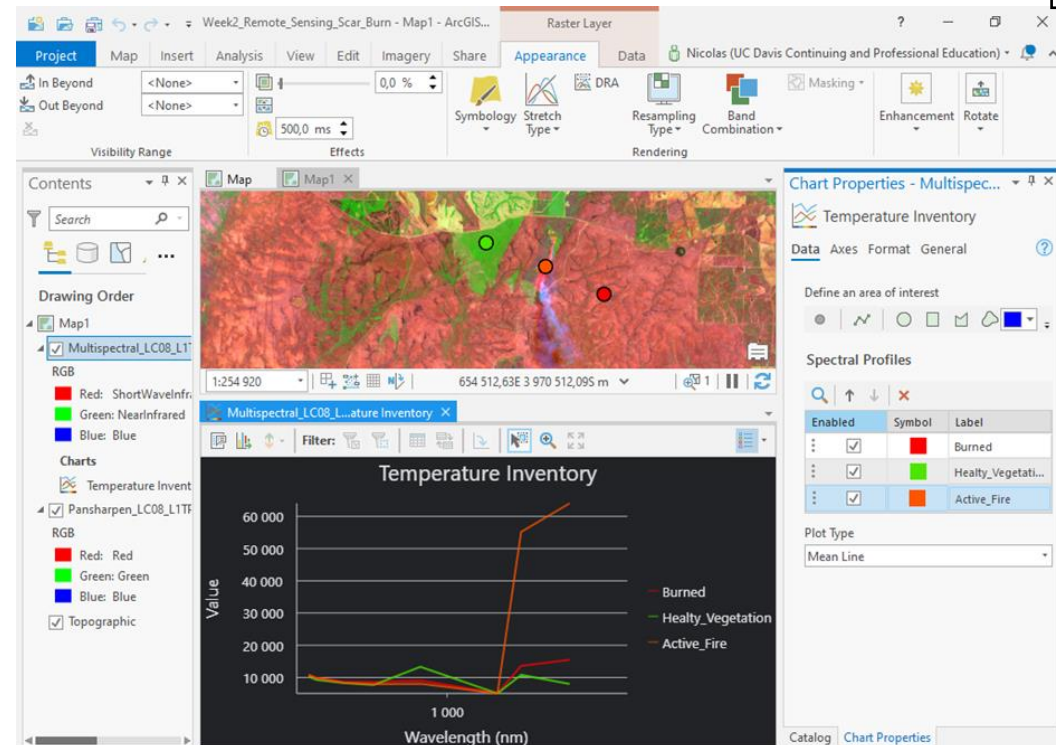 Week2_Remote_Sensing_Scar_Burn - Map1 - ArcGIS...
Raster Layer
?
Project Map Insert Analysis View Edit Imagery Share Appearance Data Nicolas (UC Davis Continuing and Professional Education)
In Beyond <None>
Out Beyond <None>
Visibility Range
0,0 %
500,0 ms
Effects
Symbology
Stretch Type
DRA
Resampling Type
Band Combination
Rendering
Masking
Enhancement
Rotate
Contents
Search
Drawing Order
Map1
Multispectral_LC08_L1T
RGB
Red: ShortWaveInfr
Green: NearInfrared
Blue: Blue
Charts
Temperature Invent
Pansharpen_LC08_L1TF
RGB
Red: Red
Green: Green
Blue: Blue
Topographic
Map Map1
1:254 920
654 512,63E 3 970 512,09S m
1
Multispectral_LC08_L...ature Inventory
Filter:
Temperature Inventory
60 000
50 000
40 000
30 000
20 000
10 000
Value
1 000
Wavelength (nm)
Burned
Healty_Vegetation
Active_Fire
Chart Properties - Multispec...
Temperature Inventory
Data Axes Format General
?
Define an area of interest
Spectral Profiles
Enabled Symbol Label
Burned
Healty_Vegetati...
Active_Fire
Plot Type
Mean Line
Catalog Chart Properties